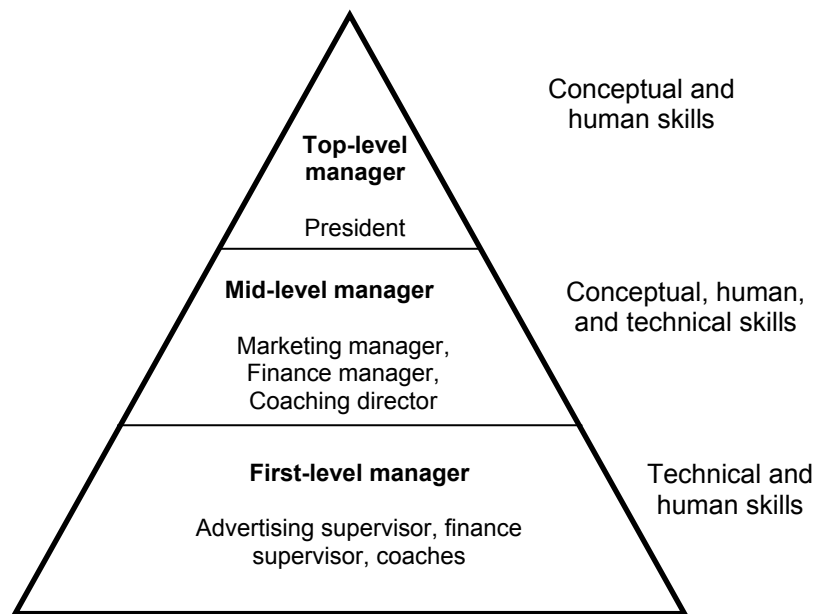 Conceptual and
human skills
Top-level
manager
President
Mid-level manager
Conceptual, human,
and technical skills
Marketing manager,
Finance manager,
Coaching director
First-level manager
Technical and
human skills
Advertising supervisor, finance
supervisor, coaches